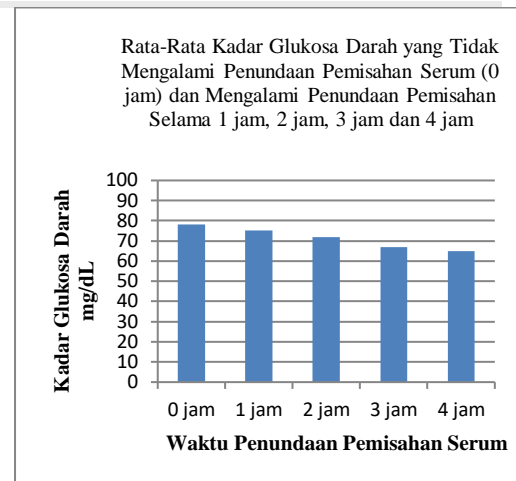 Rata-Rata Kadar Glukosa Darah yang Tidak
Mengalami Penundaan Pemisahan Serum (0
jam) dan Mengalami Penundaan Pemisahan
Selama 1 jam, 2 jam, 3 jam dan 4 jam
Kadar Glukosa Darah
mg/dL
100
90
80
70
60
50
40
30
20
10
0
0 jam 1 jam 2 jam 3 jam 4 jam
Waktu Penundaan Pemisahan Serum